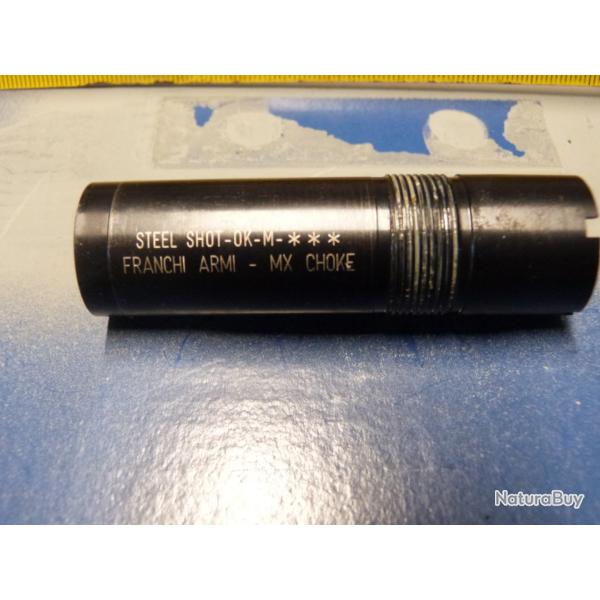 STEEL SHOT-OK-M-***
FRANCHI ARMI - MX CHOKE
NaturaBuy